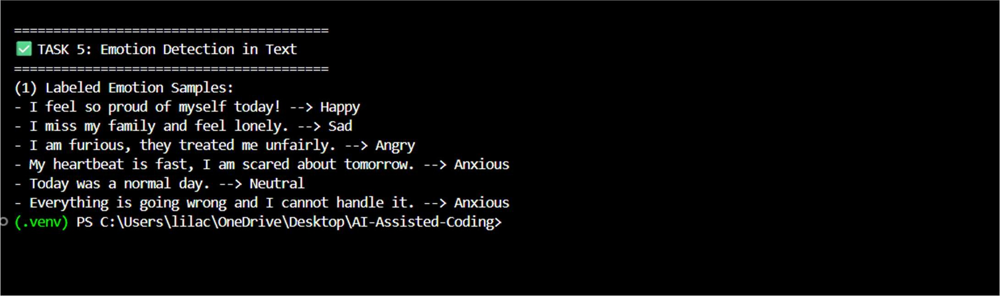 ========================================
✅ TASK 5: Emotion Detection in Text
========================================
(1) Labeled Emotion Samples:
- I feel so proud of myself today! --> Happy
- I miss my family and feel lonely. --> Sad
- I am furious, they treated me unfairly. --> Angry
- My heartbeat is fast, I am scared about tomorrow. --> Anxious
- Today was a normal day. --> Neutral
- Everything is going wrong and I cannot handle it. --> Anxious
(.venv) PS C:\Users\lilac\OneDrive\Desktop\AI-Assisted-Coding>